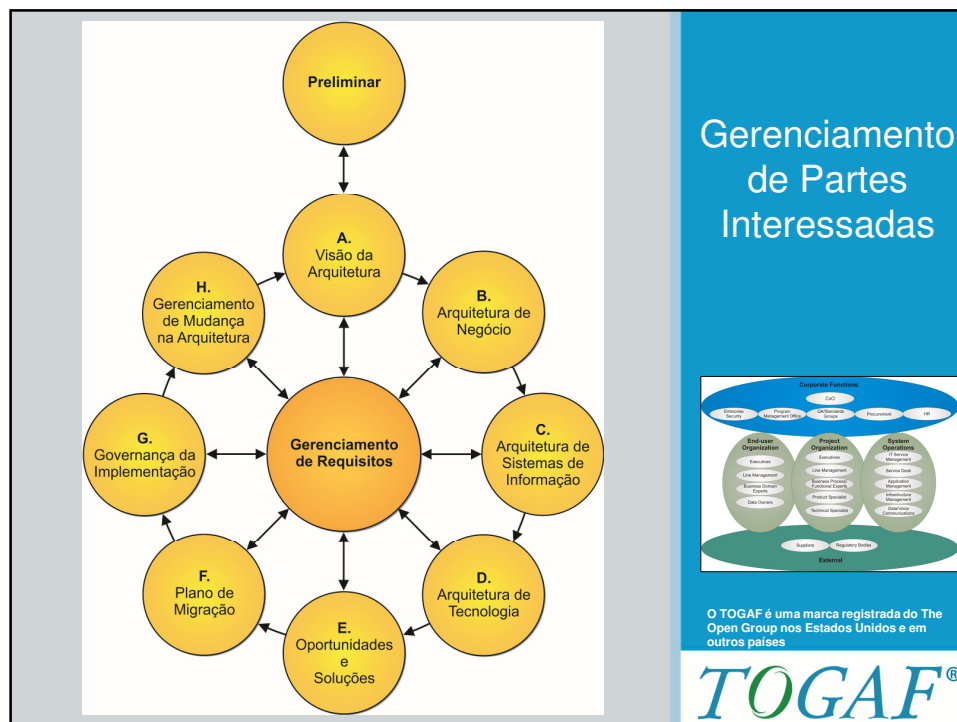 Preliminar
A.
Visão da
Arquitetura
B.
Arquitetura de
Negócio
C.
Arquitetura de
Sistemas de
Informação
D.
Arquitetura de
Tecnologia
E.
Oportunidades
e
Soluções
F.
Plano de
Migração
G.
Governança da
Implementação
H.
Gerenciamento
de Mudança
na Arquitetura
Gerenciamento
de Requisitos
Gerenciamento
de Partes
Interessadas
Corporate Functions
CxO
Enterprise
Security
Program
Management Office
QA/Standards
Groups
Procurement
HR
End-user
Organization
Executives
Line Management
Business Domain
Experts
Data Owners
Project
Organization
Executives
Line Management
Business Process/
Functional Experts
Product Specialist
Technical Specialist
System
Operations
IT Service
Management
Service Desk
Application
Management
Infrastructure
Management
Data/Voice
Communications
Suppliers
Regulatory Bodies
External
O TOGAF é uma marca registrada do The
Open Group nos Estados Unidos e em
outros países
TOGAF®